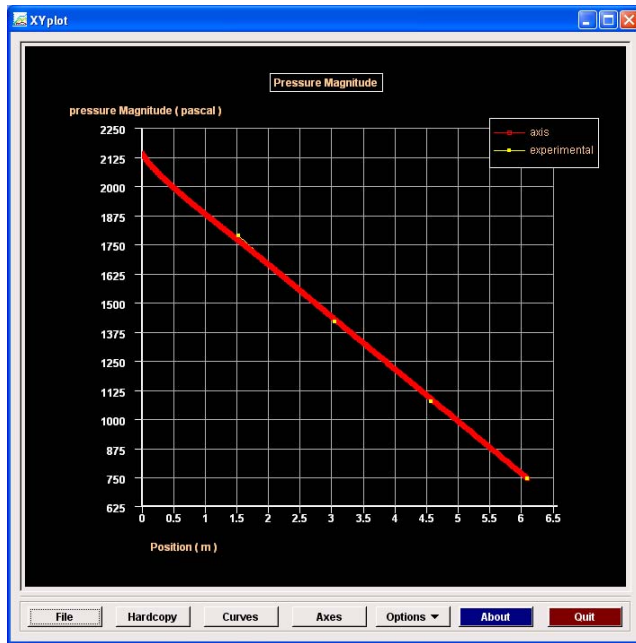 XYplot
Pressure Magnitude
pressure Magnitude ( pascal )
axis
experimental
2250
2125
2000
1875
1750
1625
1500
1375
1250
1125
1000
875
750
625
0 0.5 1 1.5 2 2.5 3 3.5 4 4.5 5 5.5 6 6.5
Position ( m )
File Hardcopy Curves Axes Options About Quit